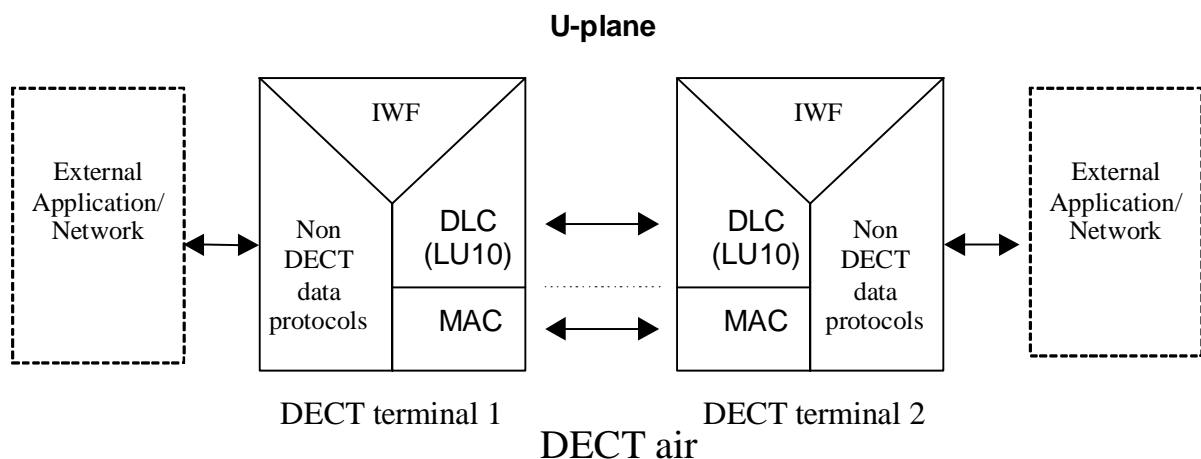 U-plane
External
Application/
Network
IWF
Non
DECT
data
protocols
DLC
(LU10)
MAC
IWF
DLC
(LU10)
MAC
Non
DECT
data
protocols
External
Application/
Network
DECT terminal 1
DECT terminal 2
DECT air